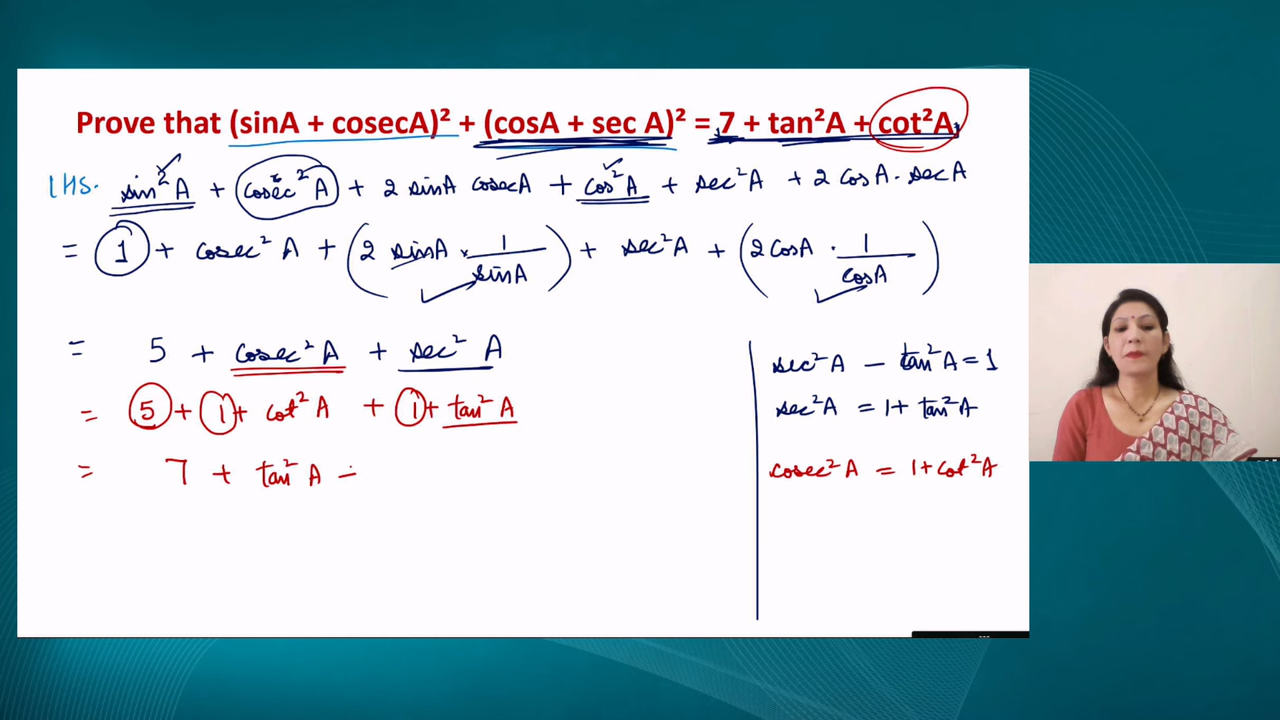 Prove that (sinA + cosecA)² + (cosA + sec A)² = 7 + tan²A + cot²A,
LHS. sin²A + cosec²A + 2 sinA cosecA + cos²A + sec²A + 2 cosA . secA
= 1 + cosec²A + (2 sinA × 1/sinA) + sec²A + (2 cosA . 1/cosA)
= 5 + cosec²A + sec²A
= 5 + 1 + cot²A + 1 + tan²A
= 7 + tan²A -
sec²A - tan²A = 1
sec²A = 1 + tan²A
cosec²A = 1 + cot²A